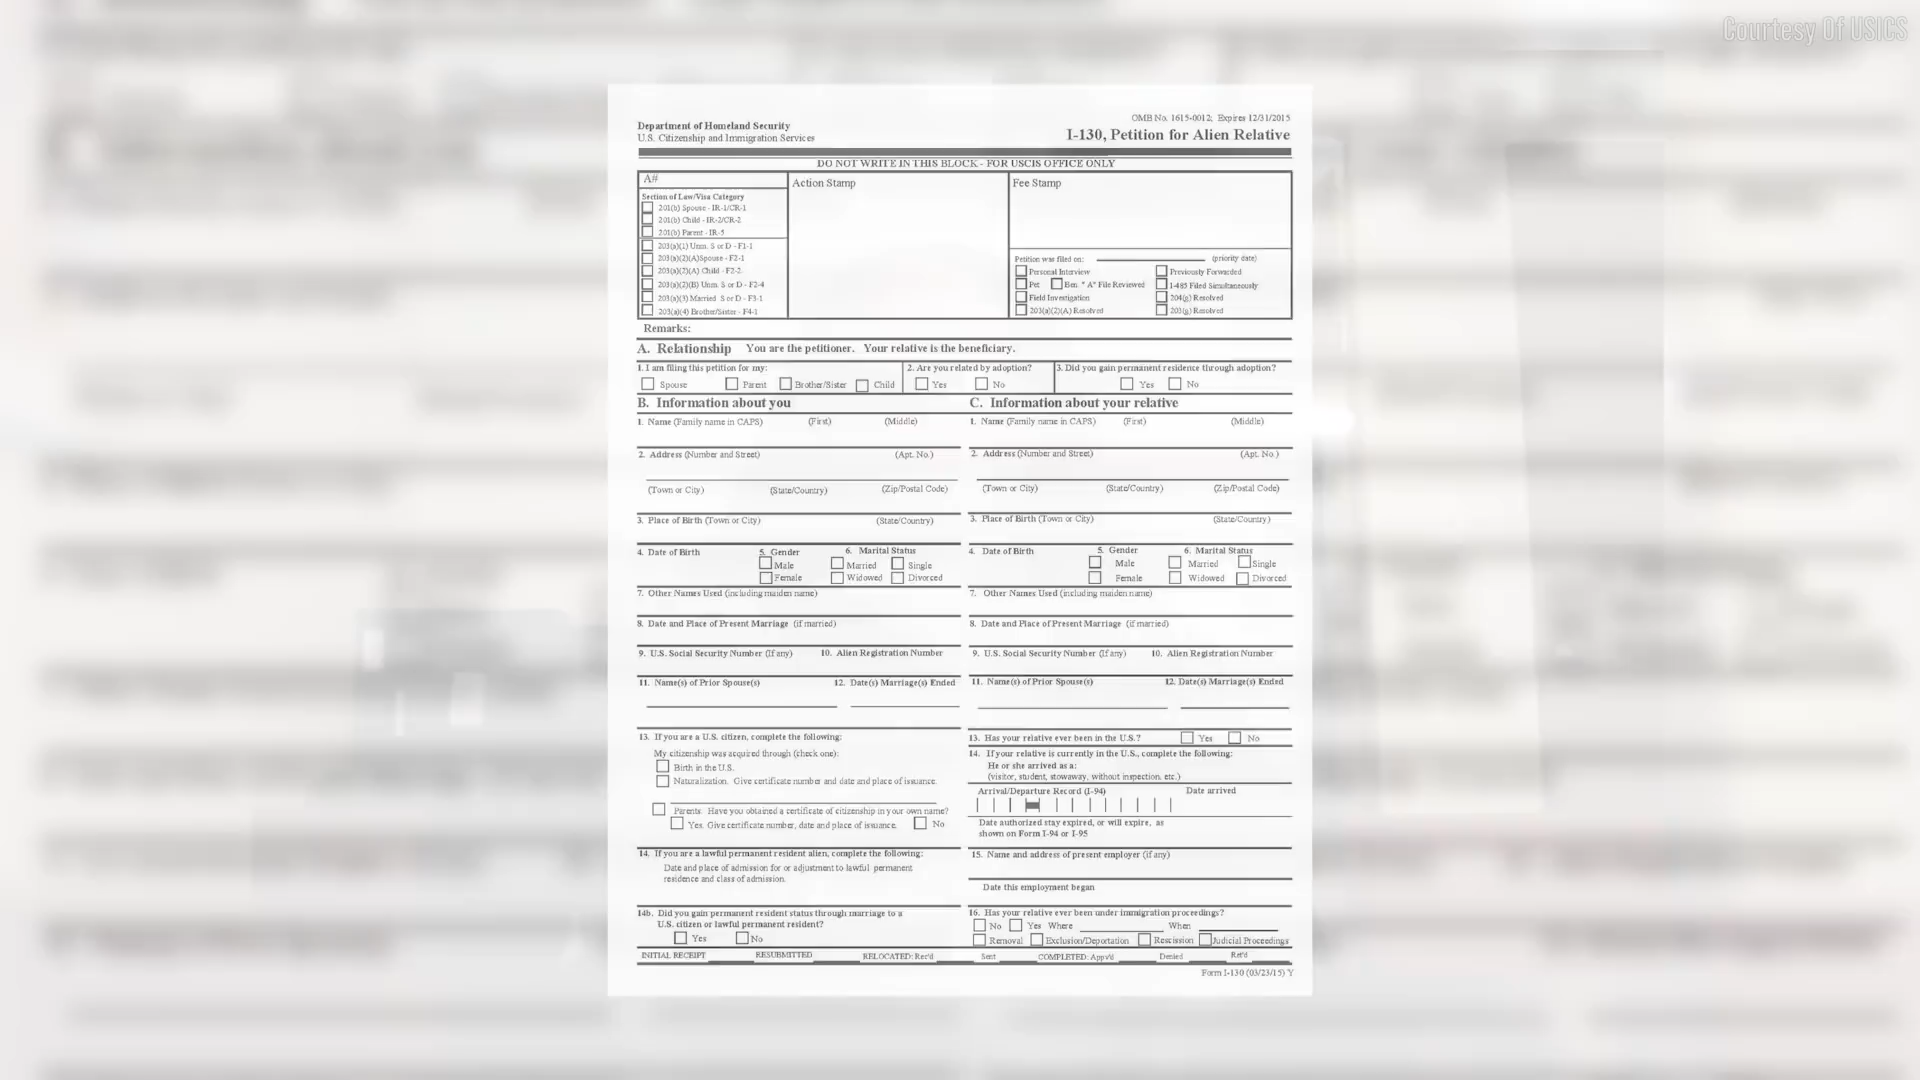 Courtesy Of USICS
Department of Homeland Security
U.S. Citizenship and Immigration Services
OMB No. 1615-0012; Expires 12/31/2015
I-130, Petition for Alien Relative
DO NOT WRITE IN THIS BLOCK - FOR USCIS OFFICE ONLY
A#
Section of Law/Visa Category
201(b) Spouse - IR-1/CR-1
201(b) Child - IR-2/CR-2
201(b) Parent - IR-5
203(a)(1) Unm. S or D - F1-1
203(a)(2)(A)Spouse - F2-1
203(a)(2)(A) Child - F2-2
203(a)(2)(B) Unm. S or D - F2-4
203(a)(3) Married S or D - F3-1
203(a)(4) Brother/Sister - F4-1
Action Stamp
Fee Stamp
Petition was filed on: (priority date)
Personal Interview Previously Forwarded
Pet Ben. "A" File Reviewed I-485 Filed Simultaneously
Field Investigation 204(g) Resolved
203(a)(2)(A) Resolved 203(g) Resolved
Remarks:
A. Relationship You are the petitioner. Your relative is the beneficiary.
1. I am filing this petition for my: 2. Are you related by adoption? 3. Did you gain permanent residence through adoption?
Spouse Parent Brother/Sister Child Yes No Yes No
B. Information about you
1. Name (Family name in CAPS) (First) (Middle)
2. Address (Number and Street) (Apt. No.)
(Town or City) (State/Country) (Zip/Postal Code)
3. Place of Birth (Town or City) (State/Country)
4. Date of Birth 5. Gender 6. Marital Status
Male Married Single
Female Widowed Divorced
7. Other Names Used (including maiden name)
8. Date and Place of Present Marriage (if married)
9. U.S. Social Security Number (If any) 10. Alien Registration Number
11. Name(s) of Prior Spouse(s) 12. Date(s) Marriage(s) Ended
13. If you are a U.S. citizen, complete the following:
My citizenship was acquired through (check one):
Birth in the U.S.
Naturalization. Give certificate number and date and place of issuance.
Parents. Have you obtained a certificate of citizenship in your own name?
Yes. Give certificate number, date and place of issuance. No
14. If you are a lawful permanent resident alien, complete the following:
Date and place of admission for or adjustment to lawful permanent
residence and class of admission.
14b. Did you gain permanent resident status through marriage to a
U.S. citizen or lawful permanent resident?
Yes No
C. Information about your relative
1. Name (Family name in CAPS) (First) (Middle)
2. Address (Number and Street) (Apt. No.)
(Town or City) (State/Country) (Zip/Postal Code)
3. Place of Birth (Town or City) (State/Country)
4. Date of Birth 5. Gender 6. Marital Status
Male Married Single
Female Widowed Divorced
7. Other Names Used (including maiden name)
8. Date and Place of Present Marriage (if married)
9. U.S. Social Security Number (If any) 10. Alien Registration Number
11. Name(s) of Prior Spouse(s) 12. Date(s) Marriage(s) Ended
13. Has your relative ever been in the U.S.? Yes No
14. If your relative is currently in the U.S., complete the following:
He or she arrived as a:
(visitor, student, stowaway, without inspection, etc.)
Arrival/Departure Record (I-94) Date arrived
Date authorized stay expired, or will expire, as
shown on Form I-94 or I-95
15. Name and address of present employer (if any)
Date this employment began
16. Has your relative ever been under immigration proceedings?
No Yes Where When
Removal Exclusion/Deportation Rescission Judicial Proceedings
INITIAL RECEIPT RESUBMITTED RELOCATED: Rec'd Sent COMPLETED: Appv'd Denied Ret'd
Form I-130 (03/23/15) Y